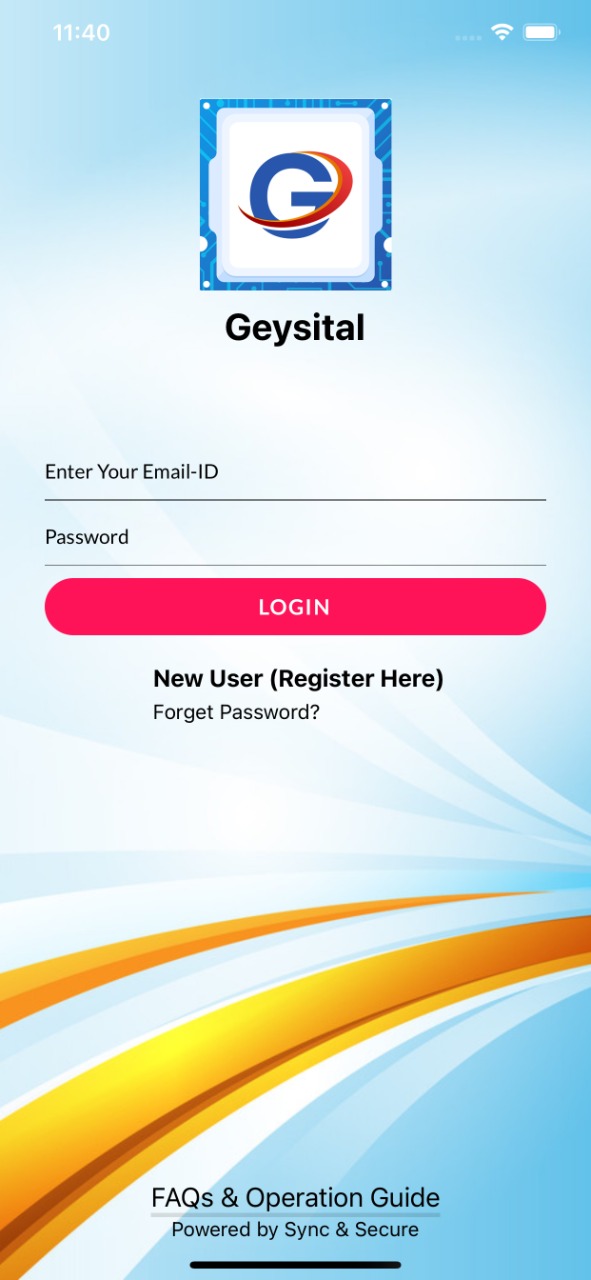 11:40
G
Geysital
Enter Your Email-ID
Password
LOGIN
New User (Register Here)
Forget Password?
FAQs & Operation Guide
Powered by Sync & Secure